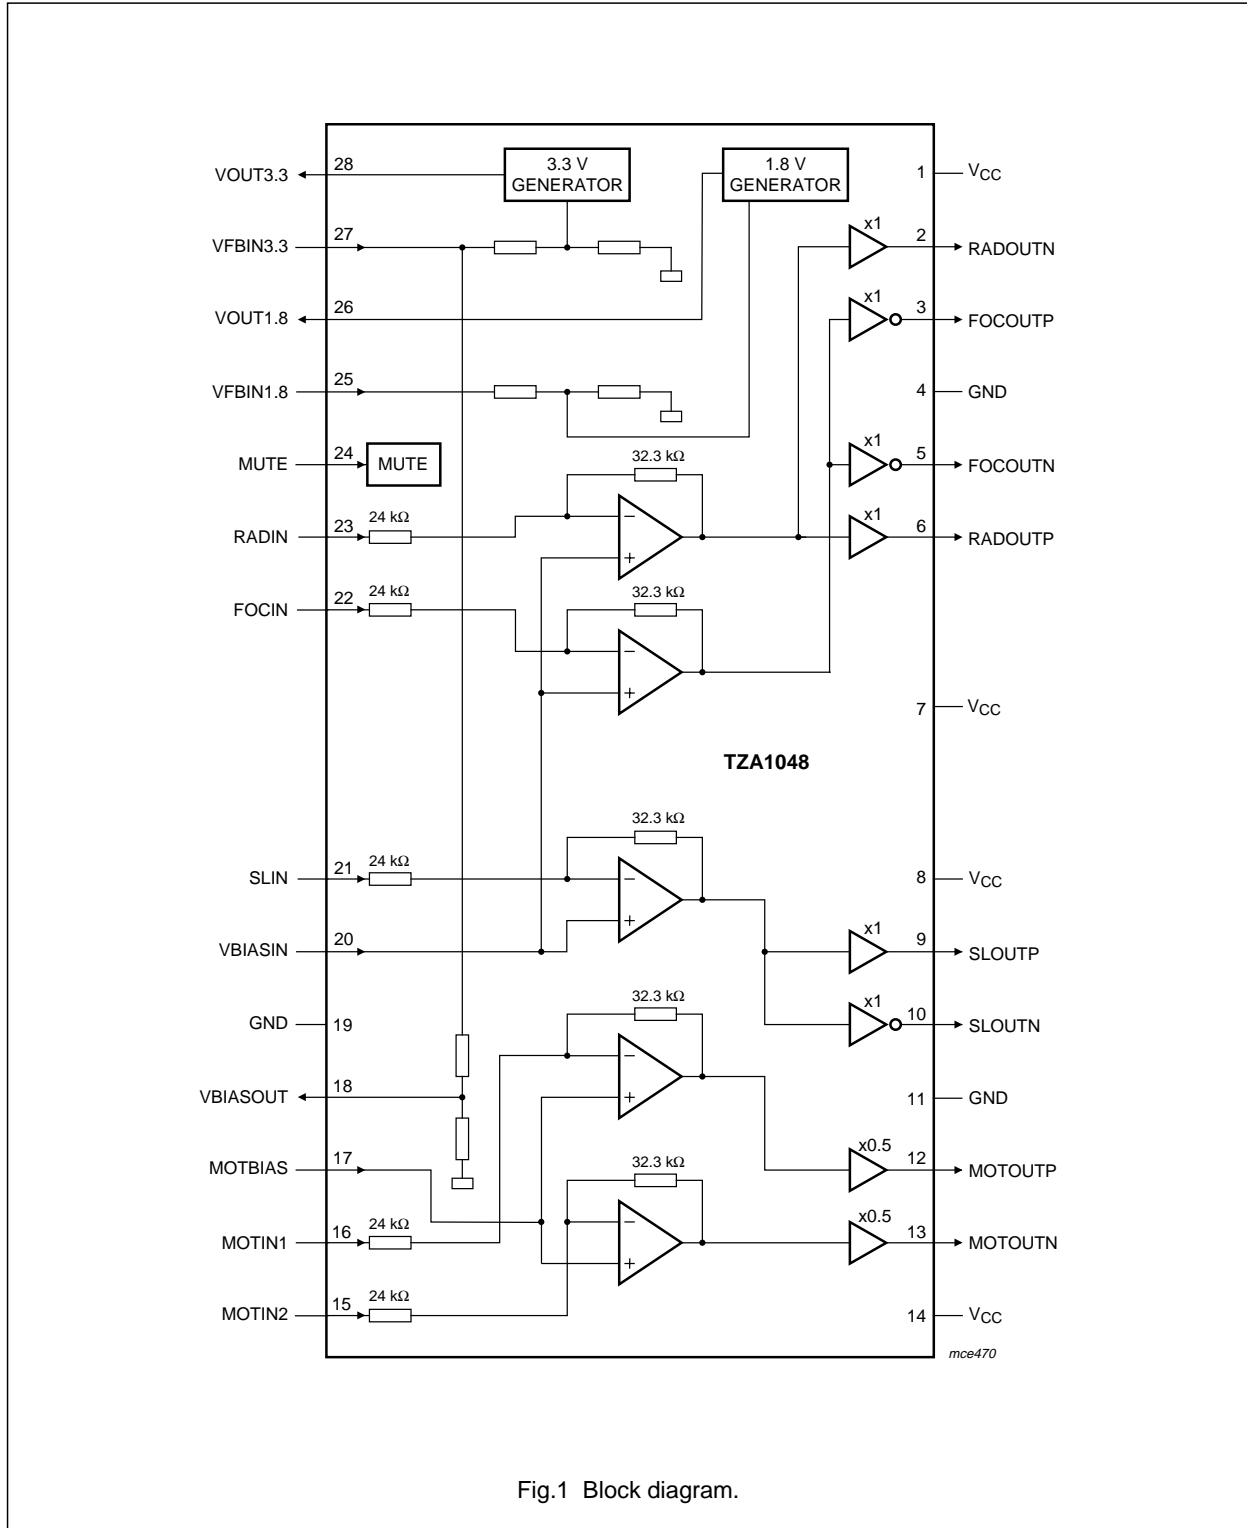 VOUT3.3
28
3.3 V
GENERATOR
1.8 V
GENERATOR
1
VCC
VFBIN3.3
27
x1
2
RADOUTN
VOUT1.8
26
x1
3
FOCOUTP
VFBIN1.8
25
4
GND
MUTE
24
MUTE
x1
5
FOCOUTN
32.3 kΩ
RADIN
23
24 kΩ
−
+
x1
6
RADOUTP
FOCIN
22
24 kΩ
32.3 kΩ
−
+
7
VCC
TZA1048
32.3 kΩ
SLIN
21
24 kΩ
−
+
8
VCC
VBIASIN
20
x1
9
SLOUTP
GND
19
32.3 kΩ
−
+
x1
10
SLOUTN
VBIASOUT
18
11
GND
MOTBIAS
17
32.3 kΩ
x0.5
12
MOTOUTP
MOTIN1
16
24 kΩ
−
+
x0.5
13
MOTOUTN
MOTIN2
15
24 kΩ
14
VCC
mce470
Fig.1 Block diagram.